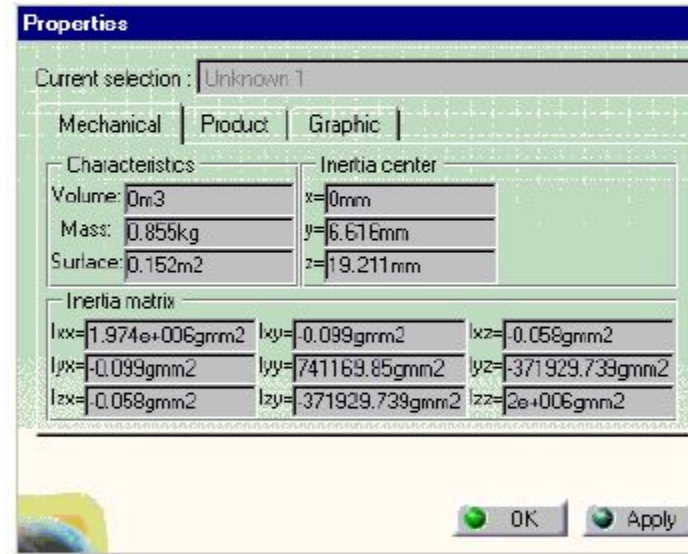 Properties
Current selection : Unknown 1
Mechanical Product Graphic
Characteristics Inertia center
Volume: 0m3 x= 0mm
Mass: 0.855kg y= 6.616mm
Surface: 0.152m2 z= 19.211mm
Inertia matrix
Ixx= 1.974e+006gmm2 Ixy= -0.099gmm2 Ixz= -0.058gmm2
Iyx= -0.099gmm2 Iyy= 741169.85gmm2 Iyz= -371929.739gmm2
Izx= -0.058gmm2 Izy= -371929.739gmm2 Izz= 2e+006gmm2
OK Apply